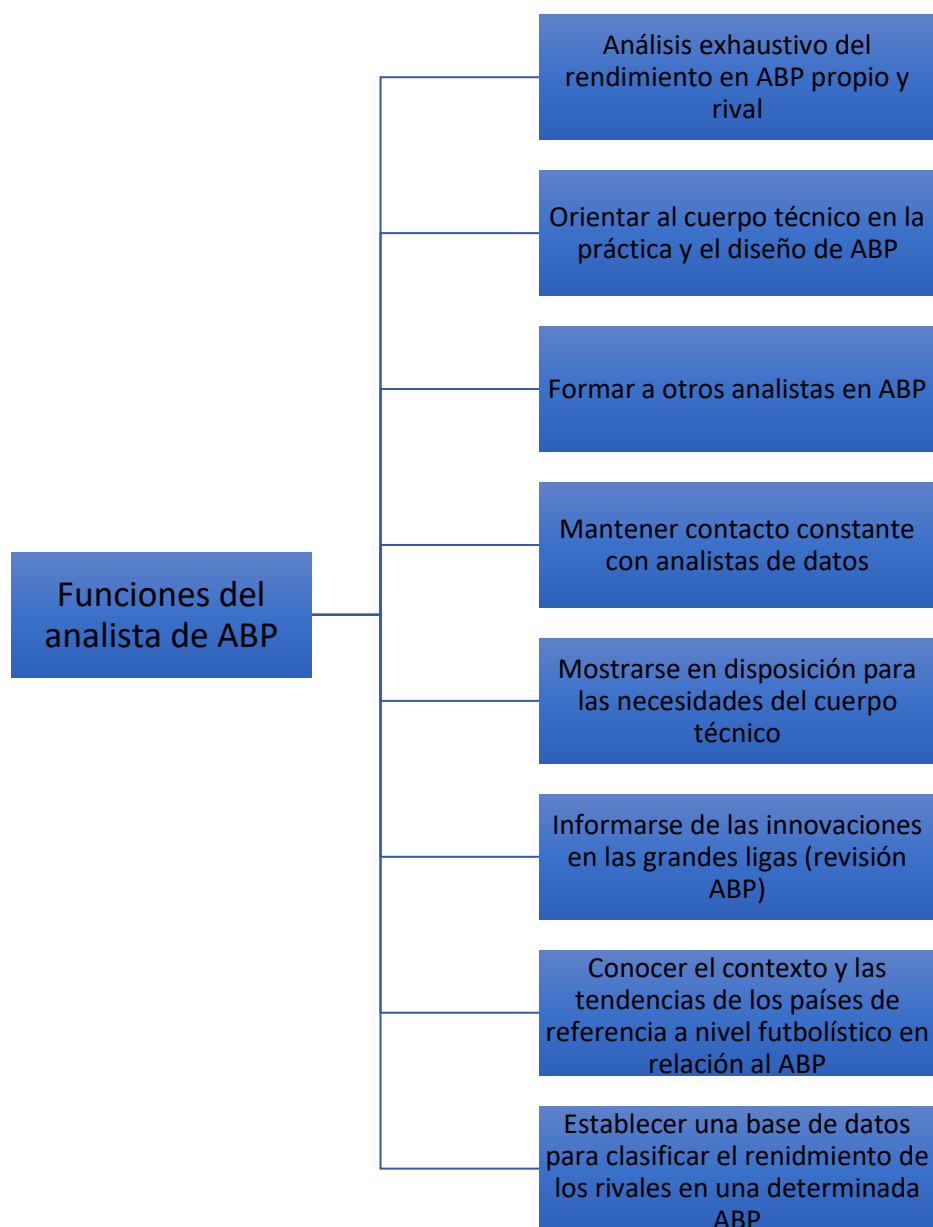 Análisis exhaustivo del
rendimiento en ABP propio y
rival
Orientar al cuerpo técnico en la
práctica y el diseño de ABP
Formar a otros analistas en ABP
Mantener contacto constante
con analistas de datos
Funciones del
analista de ABP
Mostrarse en disposición para
las necesidades del cuerpo
técnico
Informarse de las innovaciones
en las grandes ligas (revisión
ABP)
Conocer el contexto y las
tendencias de los países de
referencia a nivel futbolístico en
relación al ABP
Establecer una base de datos
para clasificar el renidmiento de
los rivales en una determinada
ABP